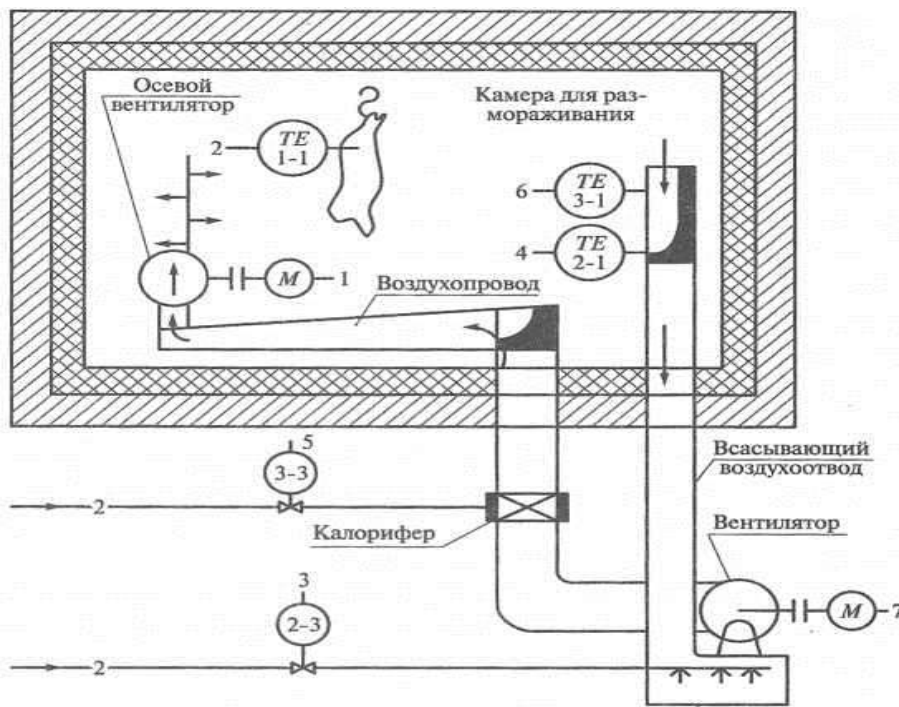 Осевой
вентилятор
Камера для раз-
мораживания
2
TE
1-1
6
TE
3-1
4
TE
2-1
M
1
Воздухопровод
5
3-3
2
Калорифер
Всасывающий
воздухоотвод
Вентилятор
3
2-3
M
7
2